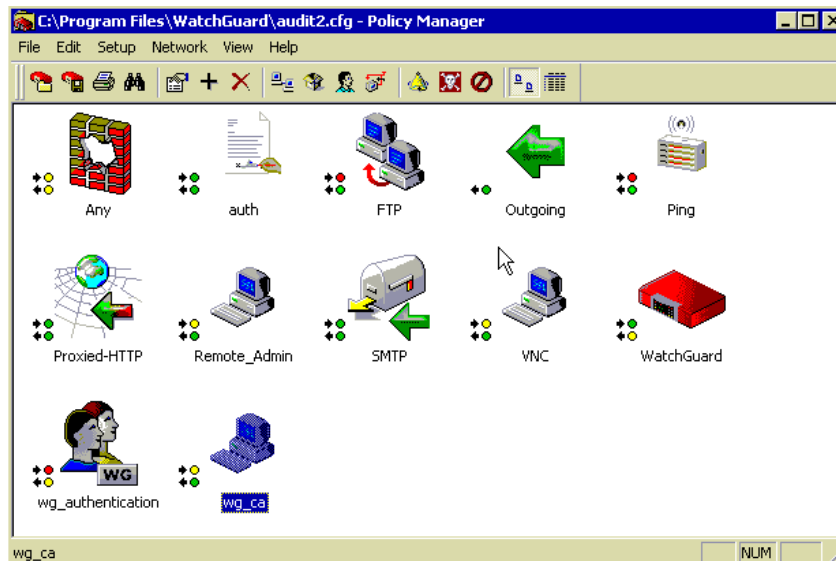 C:\Program Files\WatchGuard\audit2.cfg - Policy Manager
File Edit Setup Network View Help
Any auth FTP Outgoing Ping
Proxied-HTTP Remote_Admin SMTP VNC WatchGuard
WG
wg_authentication wg_ca
wg_ca NUM